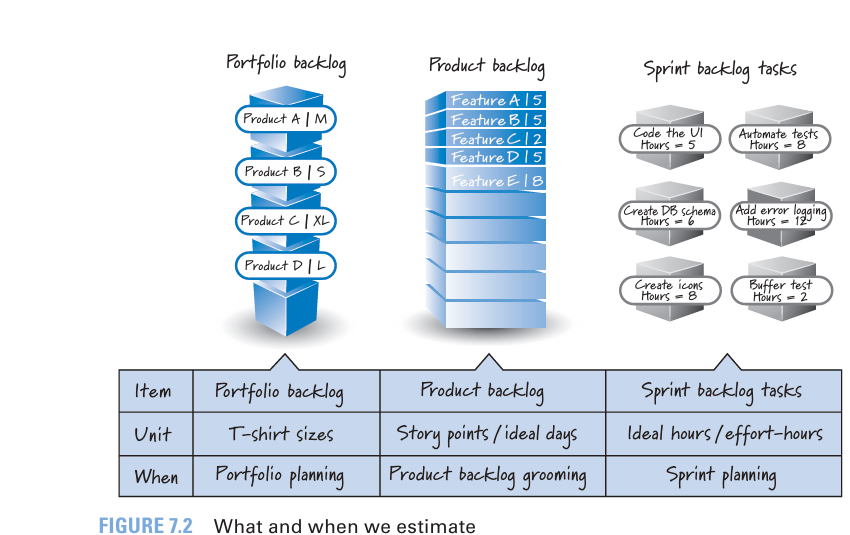 Portfolio backlog
Product backlog
Sprint backlog tasks
Product A | M
Product B | S
Product C | XL
Product D | L
Feature A | 5
Feature B | 5
Feature C | 2
Feature D | 5
Feature E | 8
Code the UI
Hours = 5
Automate tests
Hours = 8
Create DB schema
Hours = 6
Add error logging
Hours = 12
Create icons
Hours = 8
Buffer test
Hours = 2
Item Portfolio backlog Product backlog Sprint backlog tasks
Unit T-shirt sizes Story points/ideal days Ideal hours/effort-hours
When Portfolio planning Product backlog grooming Sprint planning
FIGURE 7.2 What and when we estimate